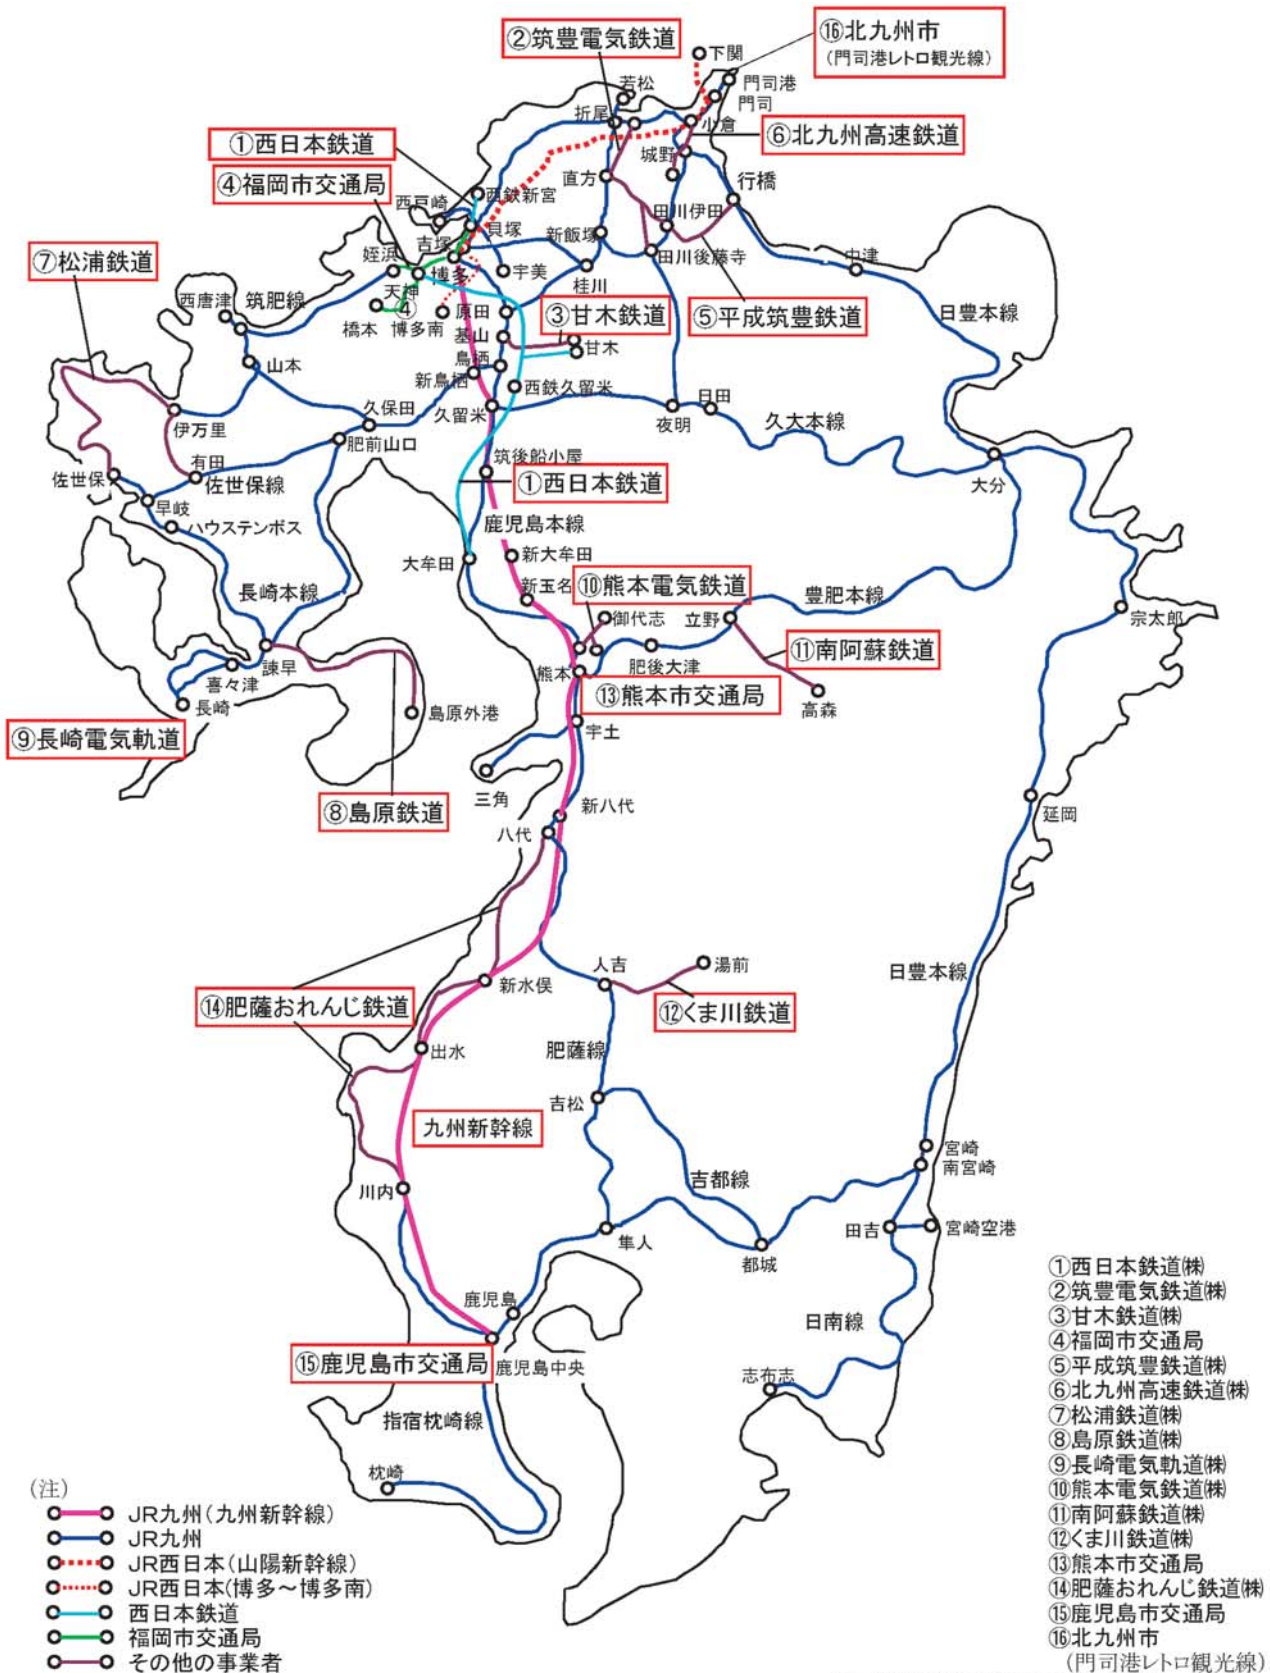 ②筑豊電気鉄道
⑯北九州市
(門司港レトロ観光線)
下関
若松
門司港
門司
折尾
小倉
⑥北九州高速鉄道
①西日本鉄道
城野
④福岡市交通局
直方
行橋
西鉄新宮
西戸崎
貝塚
田川伊田
吉塚
新飯塚
田川後藤寺
⑦松浦鉄道
姪浜
博多
宇美
桂川
中津
天神
④
西唐津
筑肥線
橋本
博多南
原田
③甘木鉄道
⑤平成筑豊鉄道
日豊本線
基山
甘木
山本
鳥栖
新鳥栖
西鉄久留米
久保田
久留米
夜明
日田
久大本線
伊万里
肥前山口
有田
筑後船小屋
佐世保
佐世保線
①西日本鉄道
大分
早岐
ハウステンボス
鹿児島本線
大牟田
新大牟田
長崎本線
新玉名
⑩熊本電気鉄道
豊肥本線
御代志
立野
宗太郎
諫早
熊本
肥後大津
⑪南阿蘇鉄道
喜々津
⑬熊本市交通局
高森
長崎
島原外港
宇土
⑨長崎電気軌道
三角
⑧島原鉄道
新八代
八代
延岡
人吉
湯前
日豊本線
新水俣
⑭肥薩おれんじ鉄道
⑫くま川鉄道
出水
肥薩線
吉松
九州新幹線
宮崎
南宮崎
川内
吉都線
隼人
都城
田吉
宮崎空港
鹿児島
日南線
⑮鹿児島市交通局
鹿児島中央
志布志
指宿枕崎線
枕崎
①西日本鉄道㈱
②筑豊電気鉄道㈱
③甘木鉄道㈱
④福岡市交通局
⑤平成筑豊鉄道㈱
⑥北九州高速鉄道㈱
⑦松浦鉄道㈱
⑧島原鉄道㈱
⑨長崎電気軌道㈱
⑩熊本電気鉄道㈱
⑪南阿蘇鉄道㈱
⑫くま川鉄道㈱
⑬熊本市交通局
⑭肥薩おれんじ鉄道㈱
⑮鹿児島市交通局
⑯北九州市
(門司港レトロ観光線)
(注)
JR九州(九州新幹線)
JR九州
JR西日本(山陽新幹線)
JR西日本(博多～博多南)
西日本鉄道
福岡市交通局
その他の事業者